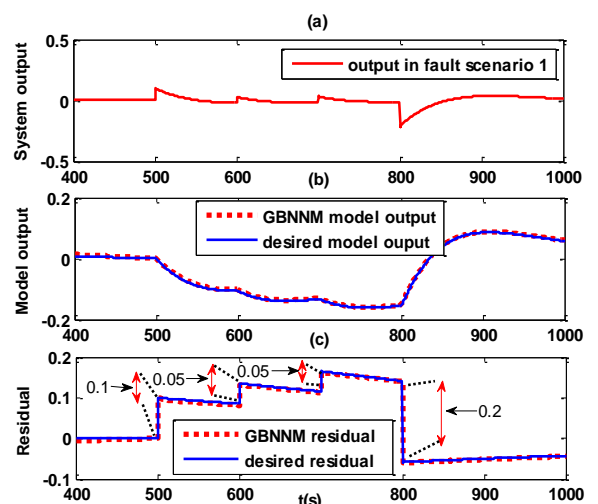 (a)
System output
0.5
0
-0.5
output in fault scenario 1
400 500 600 700 800 900 1000
(b)
Model output
0.2
0
-0.2
GBNNM model output
desired model ouput
400 500 600 700 800 900 1000
(c)
Residual
0.2
0.1
0
-0.1
0.1
0.05
0.05
0.2
GBNNM residual
desired residual
400 500 600 700 800 900 1000
t(s)